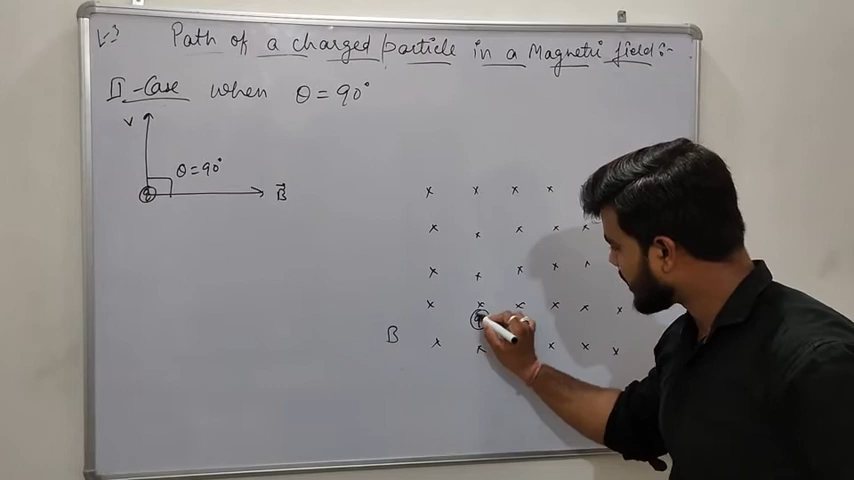 Path of a charged particle in a Magnetic field:-
II-Case when θ = 90°
V
θ = 90°
q
B⃗
x x x x
x x x x x
x x x x x
x x x x x x
B
x x x x x